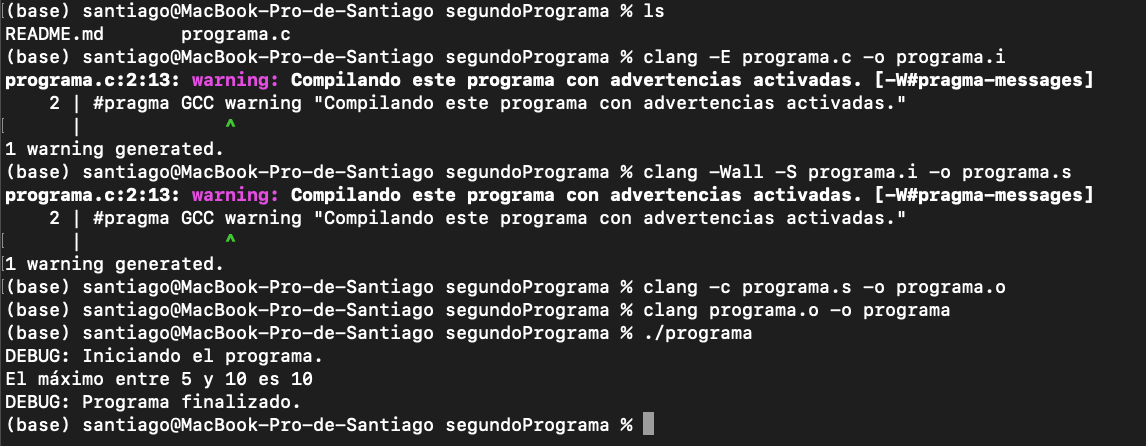 (base) santiago@MacBook-Pro-de-Santiago segundoPrograma % ls
README.md       programa.c
(base) santiago@MacBook-Pro-de-Santiago segundoPrograma % clang -E programa.c -o programa.i
programa.c:2:13: warning: Compilando este programa con advertencias activadas. [-W#pragma-messages]
    2 | #pragma GCC warning "Compilando este programa con advertencias activadas."
      |             ^
1 warning generated.
(base) santiago@MacBook-Pro-de-Santiago segundoPrograma % clang -Wall -S programa.i -o programa.s
programa.c:2:13: warning: Compilando este programa con advertencias activadas. [-W#pragma-messages]
    2 | #pragma GCC warning "Compilando este programa con advertencias activadas."
      |             ^
1 warning generated.
(base) santiago@MacBook-Pro-de-Santiago segundoPrograma % clang -c programa.s -o programa.o
(base) santiago@MacBook-Pro-de-Santiago segundoPrograma % clang programa.o -o programa
(base) santiago@MacBook-Pro-de-Santiago segundoPrograma % ./programa
DEBUG: Iniciando el programa.
El máximo entre 5 y 10 es 10
DEBUG: Programa finalizado.
(base) santiago@MacBook-Pro-de-Santiago segundoPrograma %